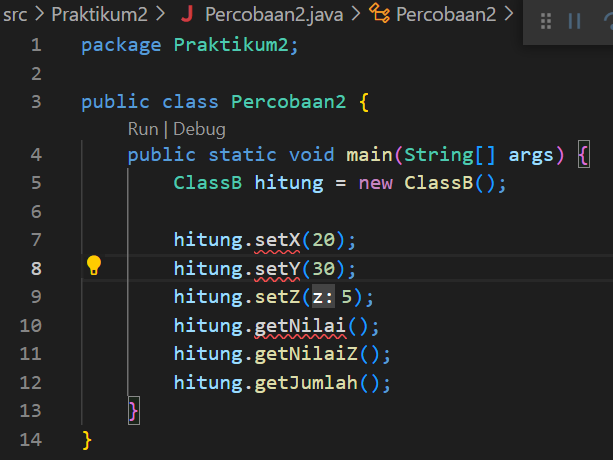 src > Praktikum2 > J Percobaan2.java > Percobaan2 >
1 package Praktikum2;
2
3 public class Percobaan2 {
Run | Debug
4 public static void main(String[] args) {
5 ClassB hitung = new ClassB();
6
7 hitung.setX(20);
8 hitung.setY(30);
9 hitung.setZ(z: 5);
10 hitung.getNilai();
11 hitung.getNilaiZ();
12 hitung.getJumlah();
13 }
14 }